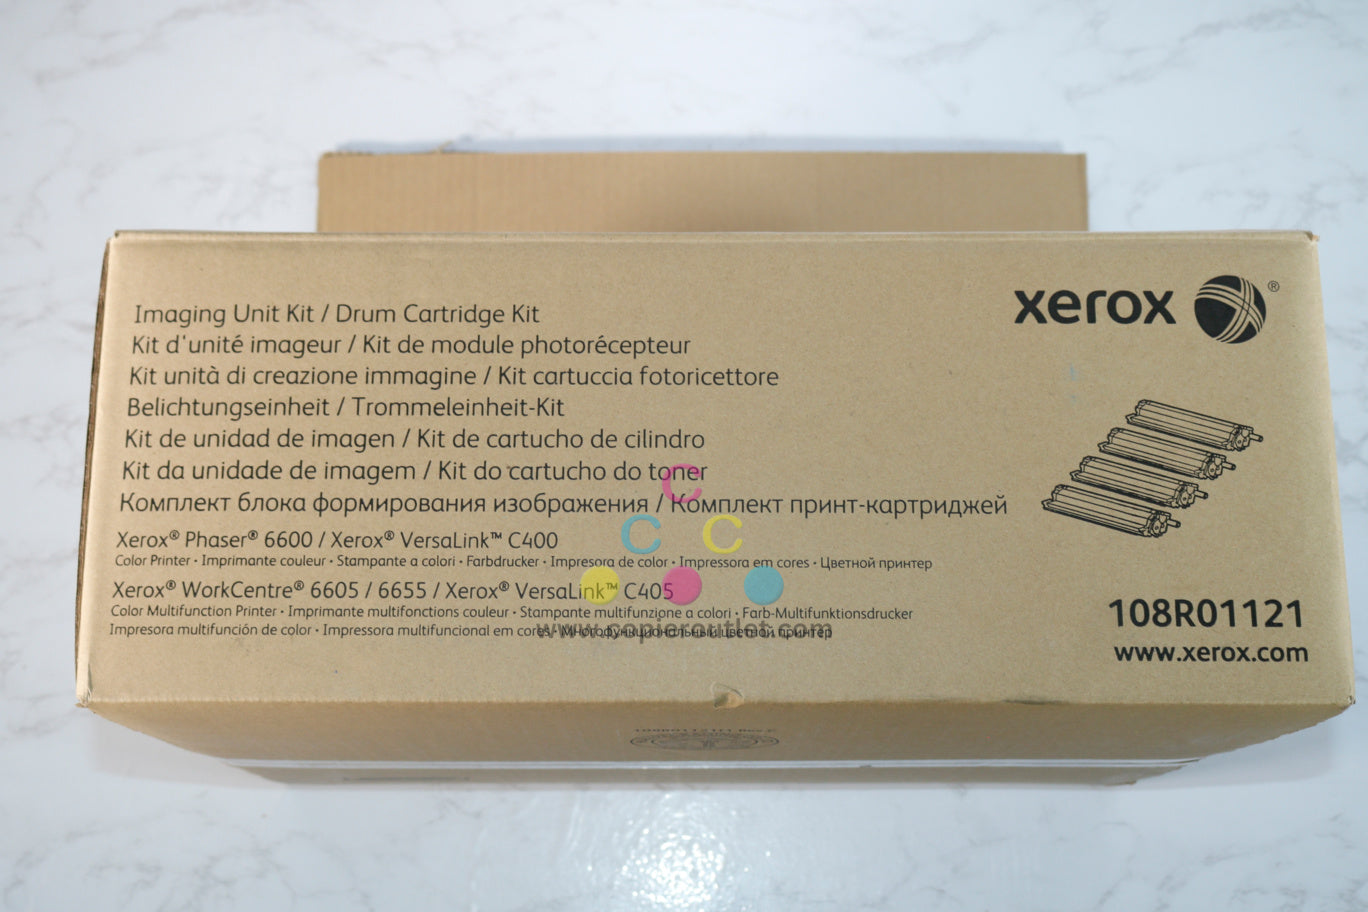 Imaging Unit Kit / Drum Cartridge Kit
Kit d'unité imageur / Kit de module photorécepteur
Kit unità di creazione immagine / Kit cartuccia fotoricettore
Belichtungseinheit / Trommeleinheit-Kit
Kit de unidad de imagen / Kit de cartucho de cilindro
Kit da unidade de imagem / Kit do cartucho do toner
Комплект блока формирования изображения / Комплект принт-картриджей
Xerox® Phaser® 6600 / Xerox® VersaLink™ C400
Color Printer • Imprimante couleur • Stampante a colori • Farbdrucker • Impresora de color • Impressora em cores • Цветной принтер
Xerox® WorkCentre® 6605 / 6655 / Xerox® VersaLink™ C405
Color Multifunction Printer • Imprimante multifonctions couleur • Stampante multifunzione a colori • Farb-Multifunktionsdrucker
Impresora multifunción de color • Impressora multifuncional em cores • Многофункциональный цветной принтер
xerox ®
108R01121
www.xerox.com
C
C C
www.copieroutlet.com